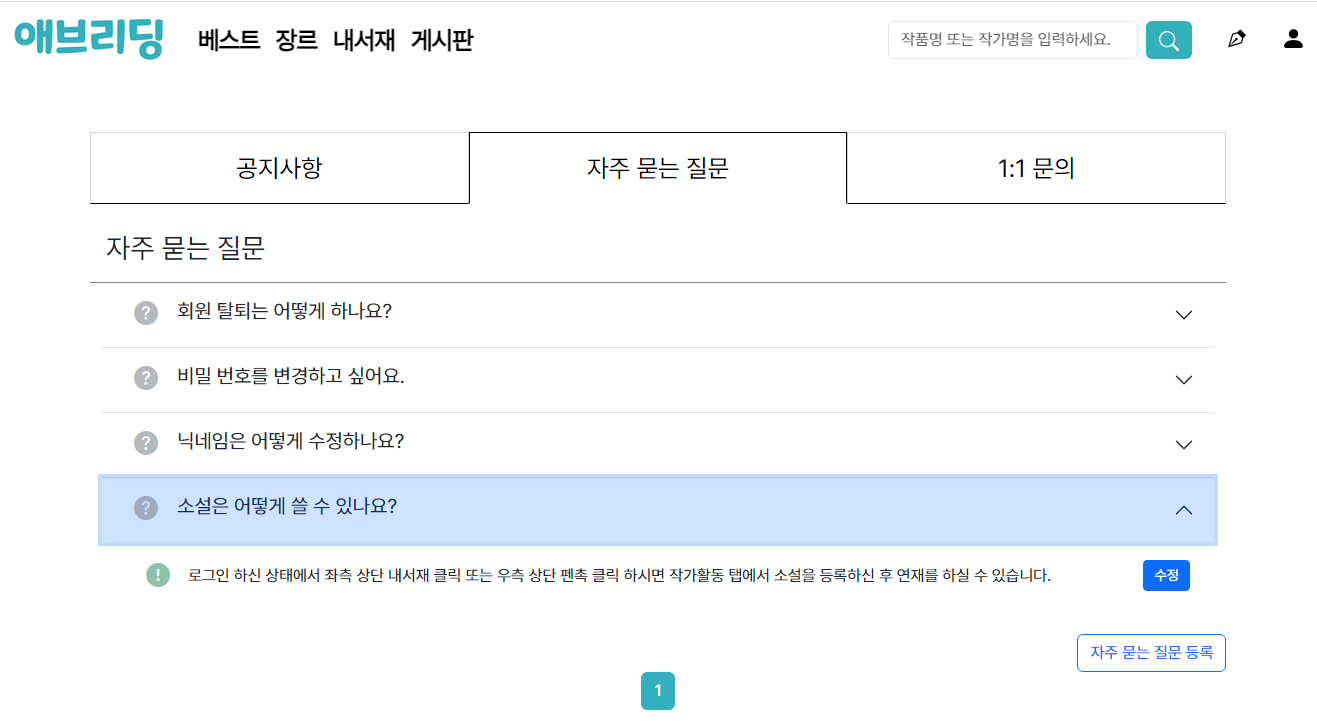 애브리딩 베스트 장르 내서재 게시판 작품명 또는 작가명을 입력하세요.
공지사항 자주 묻는 질문 1:1 문의
자주 묻는 질문
? 회원 탈퇴는 어떻게 하나요?
? 비밀 번호를 변경하고 싶어요.
? 닉네임은 어떻게 수정하나요?
? 소설은 어떻게 쓸 수 있나요?
! 로그인 하신 상태에서 좌측 상단 내서재 클릭 또는 우측 상단 펜촉 클릭 하시면 작가활동 탭에서 소설을 등록하신 후 연재를 하실 수 있습니다. 수정
자주 묻는 질문 등록
1